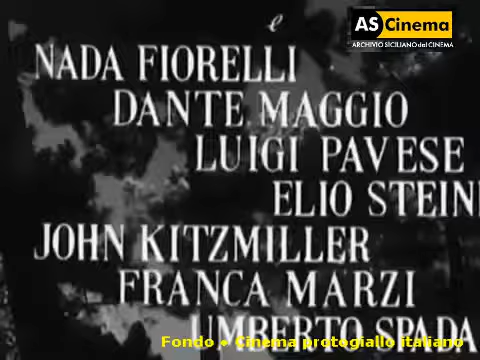 e
AS Cinema
ARCHIVIO SICILIANO del CINEMA
NADA FIORELLI
DANTE MAGGIO
LUIGI PAVESE
ELIO STEIN
JOHN KITZMILLER
FRANCA MARZI
UMBERTO SPADA
Fondo • Cinema protogiallo italiano